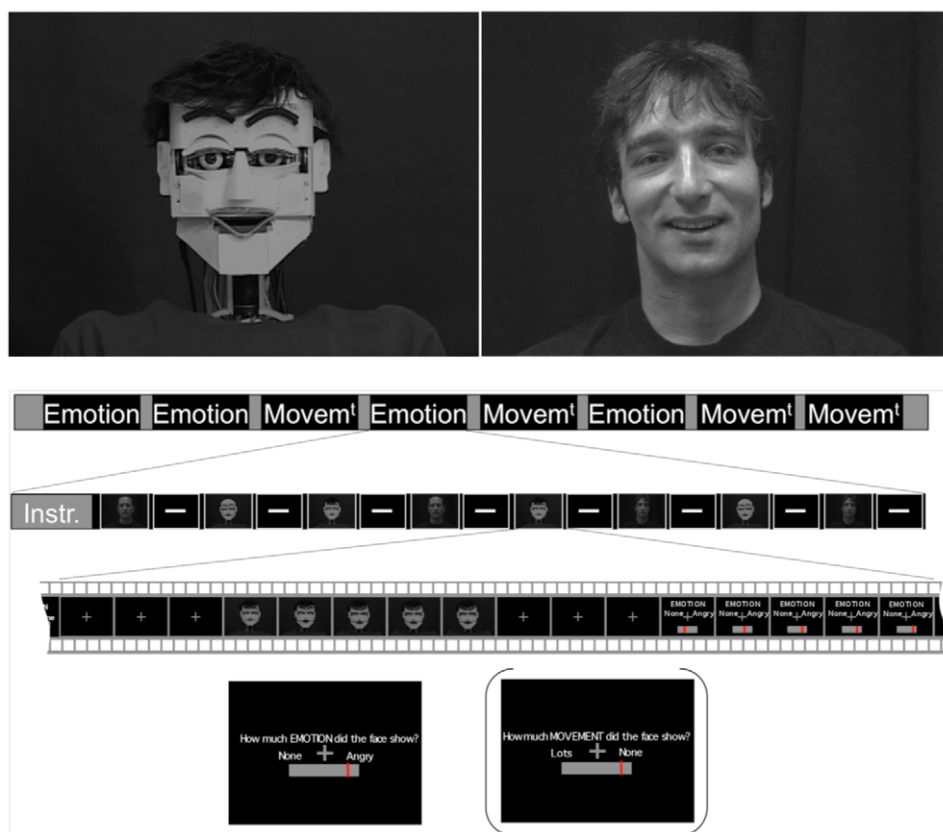 Emotion Emotion Movemᵗ Emotion Movemᵗ Emotion Movemᵗ Movemᵗ
Instr.
EMOTION EMOTION EMOTION EMOTION EMOTION
None Angry None Angry None Angry None Angry None Angry
How much EMOTION did the face show?
None Angry
How much MOVEMENT did the face show?
Lots None